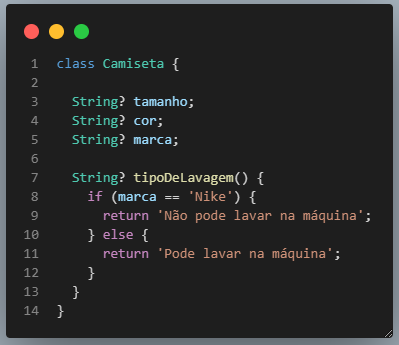 1 class Camiseta {
2
3   String? tamanho;
4   String? cor;
5   String? marca;
6
7   String? tipoDeLavagem() {
8     if (marca == 'Nike') {
9       return 'Não pode lavar na máquina';
10     } else {
11       return 'Pode lavar na máquina';
12     }
13   }
14 }